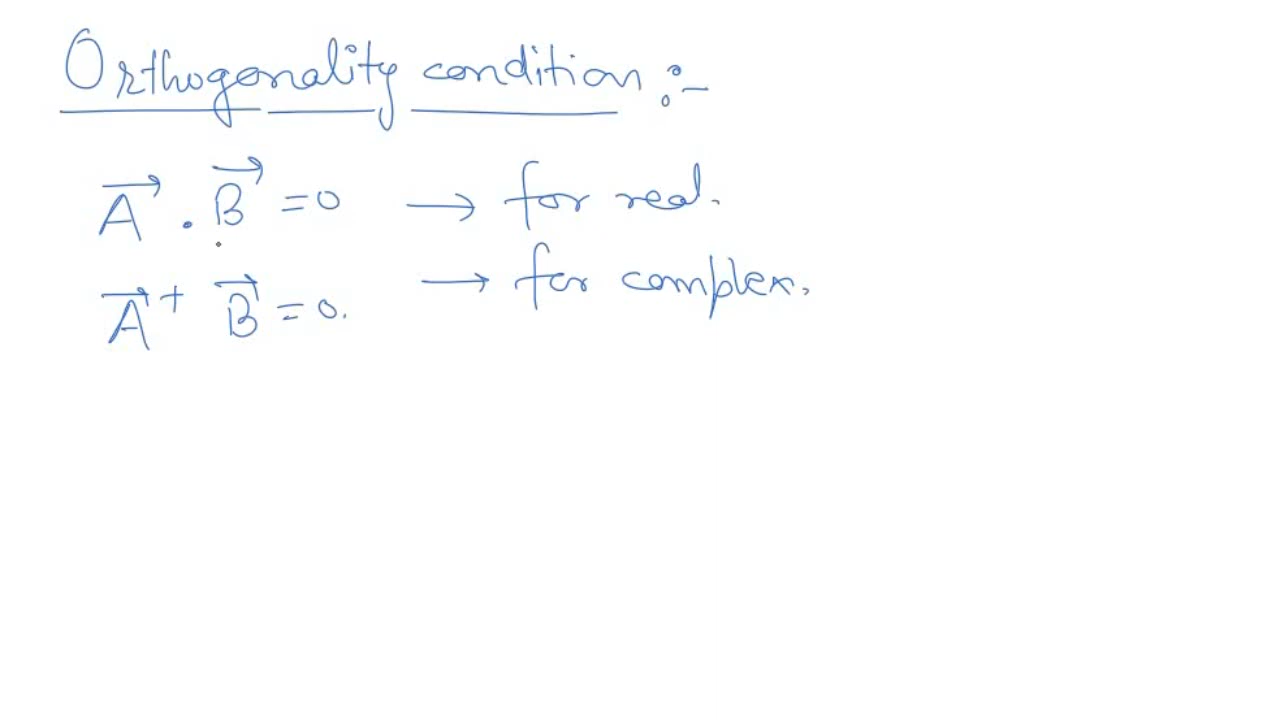 Orthogonality condition :-
A⃗ . B⃗ = 0 → for real.
A⃗⁺ B⃗ = 0. → for complex.